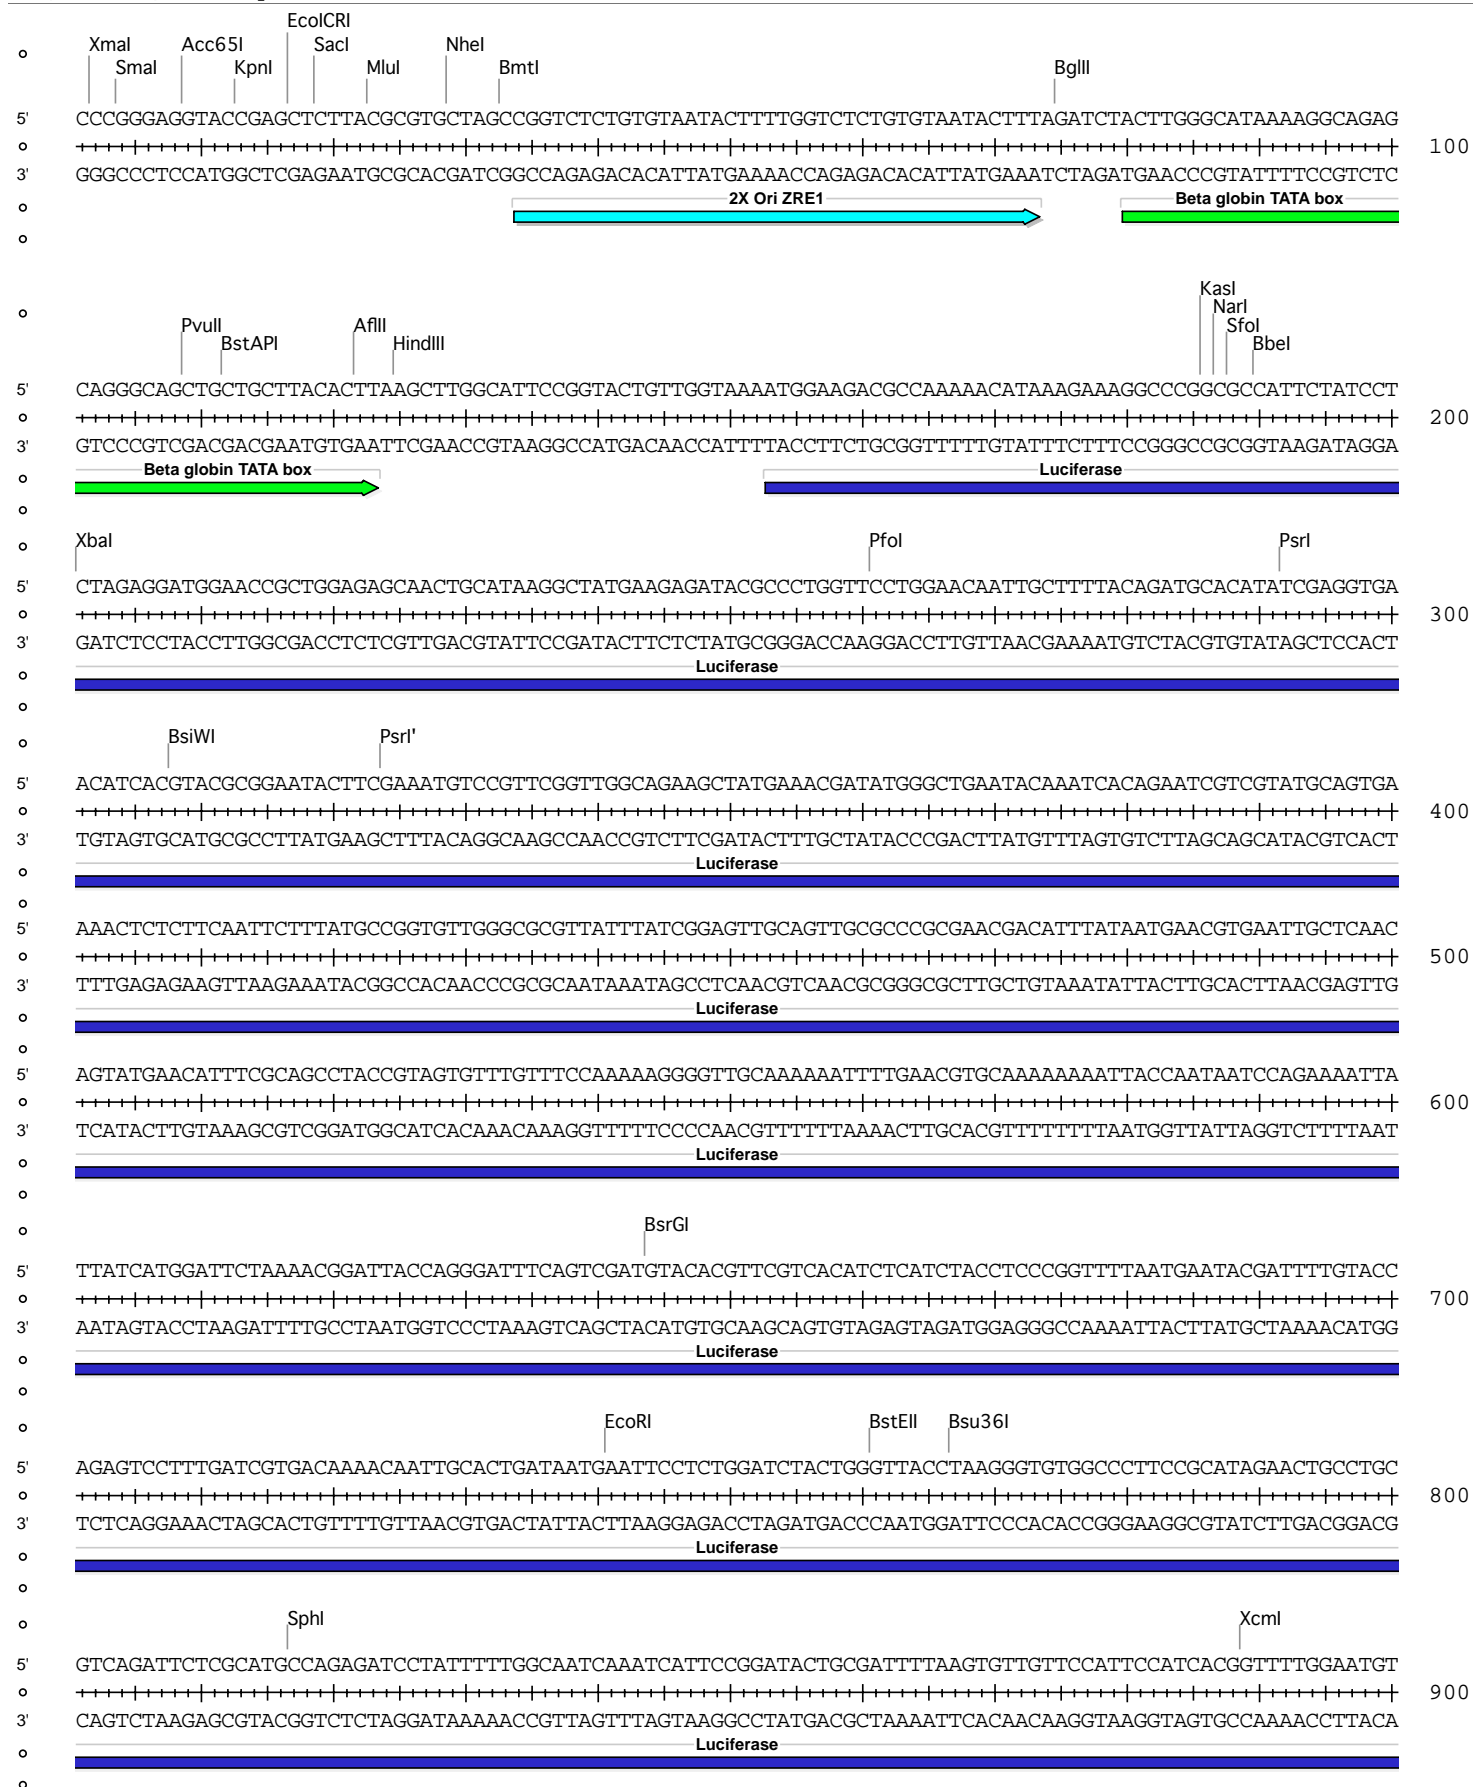 EcoICRI
XmaI Acc65I SacI NheI
SmaI KpnI MluI BmtI BglII
5' CCCGGGAGGTACCGAGCTCTTACGCGTGCTAGCCGGTCTCTGTGTAATACTTTTGGTCTCTGTGTAATACTTTAGATCTACTTGGGCATAAAAGGCAGAG
100
3' GGGCCCTCCATGGCTCGAGAATGCGCACGATCGGCCAGAGACACATTATGAAAACCAGAGACACATTATGAAATCTAGATGAACCCGTATTTTCCGTCTC
2X Ori ZRE1 Beta globin TATA box
KasI
NarI
PvuII AflII SfoI
BstAPI HindIII BbeI
5' CAGGGCAGCTGCTGCTTACACTTAAGCTTGGCATTCCGGTACTGTTGGTAAAATGGAAGACGCCAAAAACATAAAGAAAGGCCCGGCGCCATTCTATCCT
200
3' GTCCCGTCGACGACGAATGTGAATTCGAACCGTAAGGCCATGACAACCATTTTACCTTCTGCGGTTTTTGTATTTCTTTCCGGGCCGCGGTAAGATAGGA
Beta globin TATA box Luciferase
XbaI PfoI PsrI
5' CTAGAGGATGGAACCGCTGGAGAGCAACTGCATAAGGCTATGAAGAGATACGCCCTGGTTCCTGGAACAATTGCTTTTACAGATGCACATATCGAGGTGA
300
3' GATCTCCTACCTTGGCGACCTCTCGTTGACGTATTCCGATACTTCTCTATGCGGGACCAAGGACCTTGTTAACGAAAATGTCTACGTGTATAGCTCCACT
Luciferase
BsiWI PsrI'
5' ACATCACGTACGCGGAATACTTCGAAATGTCCGTTCGGTTGGCAGAAGCTATGAAACGATATGGGCTGAATACAAATCACAGAATCGTCGTATGCAGTGA
400
3' TGTAGTGCATGCGCCTTATGAAGCTTTACAGGCAAGCCAACCGTCTTCGATACTTTGCTATACCCGACTTATGTTTAGTGTCTTAGCAGCATACGTCACT
Luciferase
5' AAACTCTCTTCAATTCTTTATGCCGGTGTTGGGCGCGTTATTTATCGGAGTTGCAGTTGCGCCCGCGAACGACATTTATAATGAACGTGAATTGCTCAAC
500
3' TTTGAGAGAAGTTAAGAAATACGGCCACAACCCGCGCAATAAATAGCCTCAACGTCAACGCGGGCGCTTGCTGTAAATATTACTTGCACTTAACGAGTTG
Luciferase
5' AGTATGAACATTTCGCAGCCTACCGTAGTGTTTGTTTCCAAAAAGGGGTTGCAAAAAATTTTGAACGTGCAAAAAAAATTACCAATAATCCAGAAAATTA
600
3' TCATACTTGTAAAGCGTCGGATGGCATCACAAACAAAGGTTTTTCCCCAACGTTTTTTAAAACTTGCACGTTTTTTTTAATGGTTATTAGGTCTTTTAAT
Luciferase
BsrGI
5' TTATCATGGATTCTAAAACGGATTACCAGGGATTTCAGTCGATGTACACGTTCGTCACATCTCATCTACCTCCCGGTTTTAATGAATACGATTTTGTACC
700
3' AATAGTACCTAAGATTTTGCCTAATGGTCCCTAAAGTCAGCTACATGTGCAAGCAGTGTAGAGTAGATGGAGGGCCAAAATTACTTATGCTAAAACATGG
Luciferase
EcoRI BstEII Bsu36I
5' AGAGTCCTTTGATCGTGACAAAACAATTGCACTGATAATGAATTCCTCTGGATCTACTGGGTTACCTAAGGGTGTGGCCCTTCCGCATAGAACTGCCTGC
800
3' TCTCAGGAAACTAGCACTGTTTTGTTAACGTGACTATTACTTAAGGAGACCTAGATGACCCAATGGATTCCCACACCGGGAAGGCGTATCTTGACGGACG
Luciferase
SphI XcmI
5' GTCAGATTCTCGCATGCCAGAGATCCTATTTTTGGCAATCAAATCATTCCGGATACTGCGATTTTAAGTGTTGTTCCATTCCATCACGGTTTTGGAATGT
900
3' CAGTCTAAGAGCGTACGGTCTCTAGGATAAAAACCGTTAGTTTAGTAAGGCCTATGACGCTAAAATTCACAACAAGGTAAGGTAGTGCCAAAACCTTACA
Luciferase